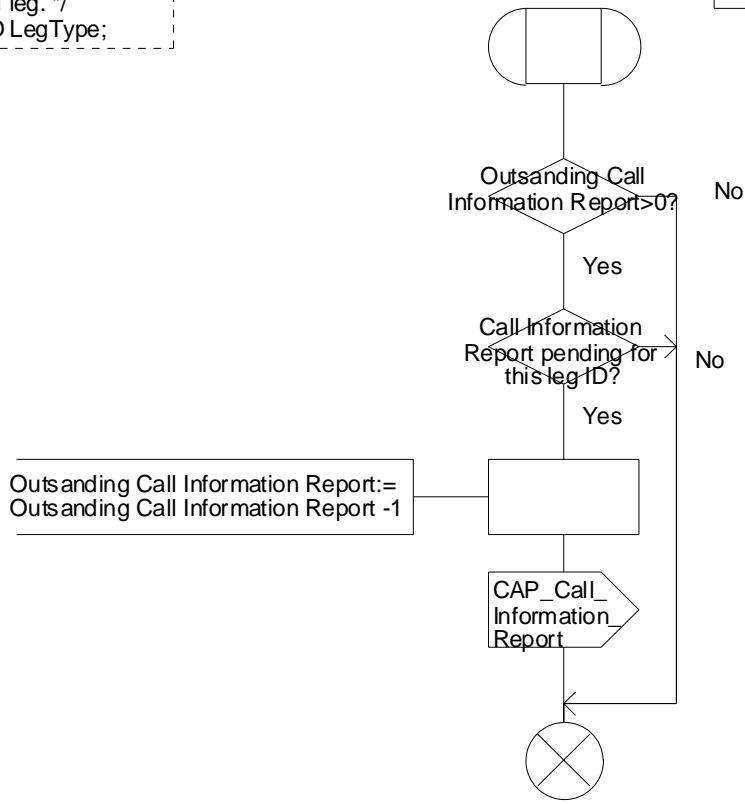 leg. */
LegType;
Outsanding Call
Information Report>0?
No
Yes
Call Information
Report pending for
this leg ID?
No
Yes
Outsanding Call Information Report:=
Outsanding Call Information Report -1
CAP_Call_
Information_
Report